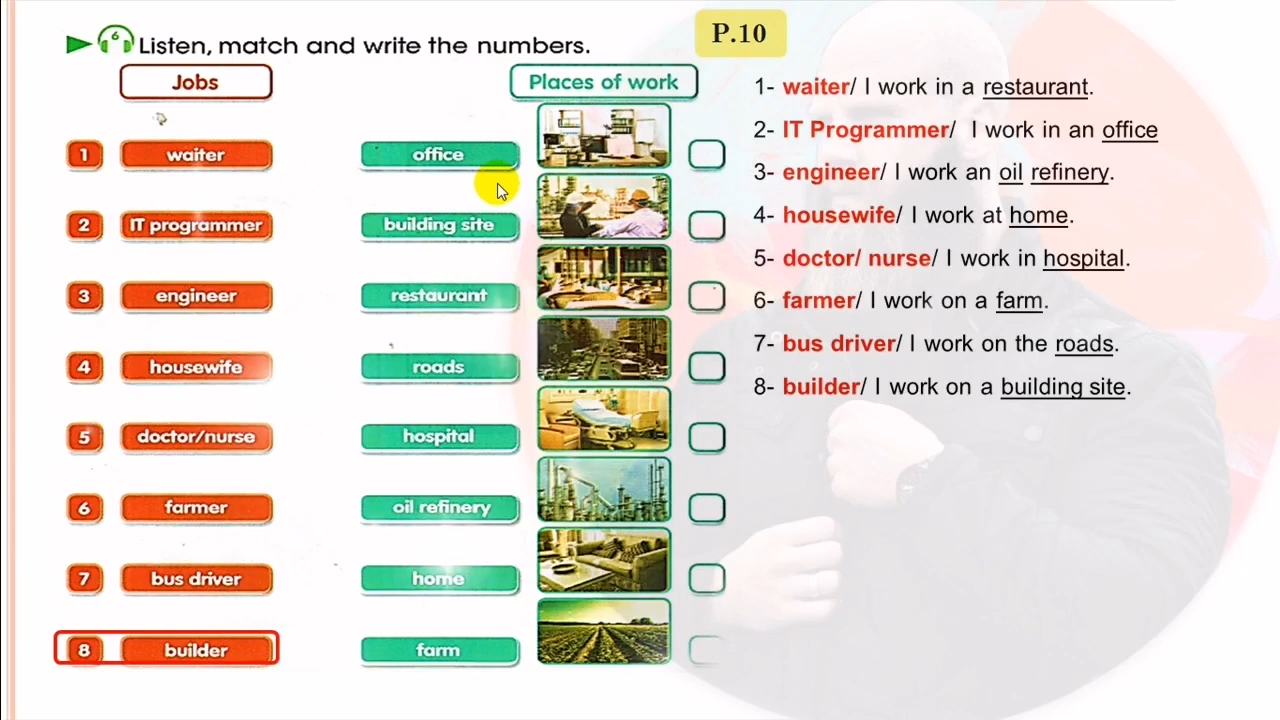 6
Listen, match and write the numbers.
P.10
Jobs
Places of work
1 waiter office
2 IT programmer building site
3 engineer restaurant
4 housewife roads
5 doctor/nurse hospital
6 farmer oil refinery
7 bus driver home
8 builder farm
1- waiter/ I work in a restaurant.
2- IT Programmer/ I work in an office
3- engineer/ I work an oil refinery.
4- housewife/ I work at home.
5- doctor/ nurse/ I work in hospital.
6- farmer/ I work on a farm.
7- bus driver/ I work on the roads.
8- builder/ I work on a building site.